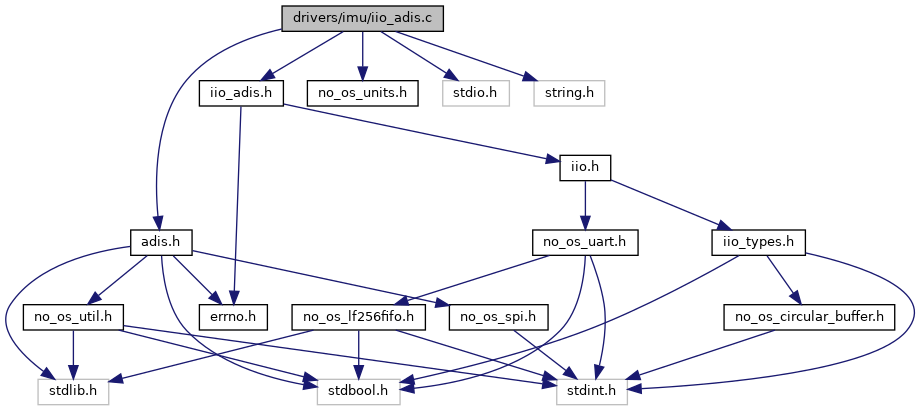 drivers/imu/iio_adis.c
iio_adis.h
no_os_units.h
stdio.h
string.h
iio.h
adis.h
no_os_uart.h
iio_types.h
no_os_util.h
errno.h
no_os_lf256fifo.h
no_os_spi.h
no_os_circular_buffer.h
stdlib.h
stdbool.h
stdint.h